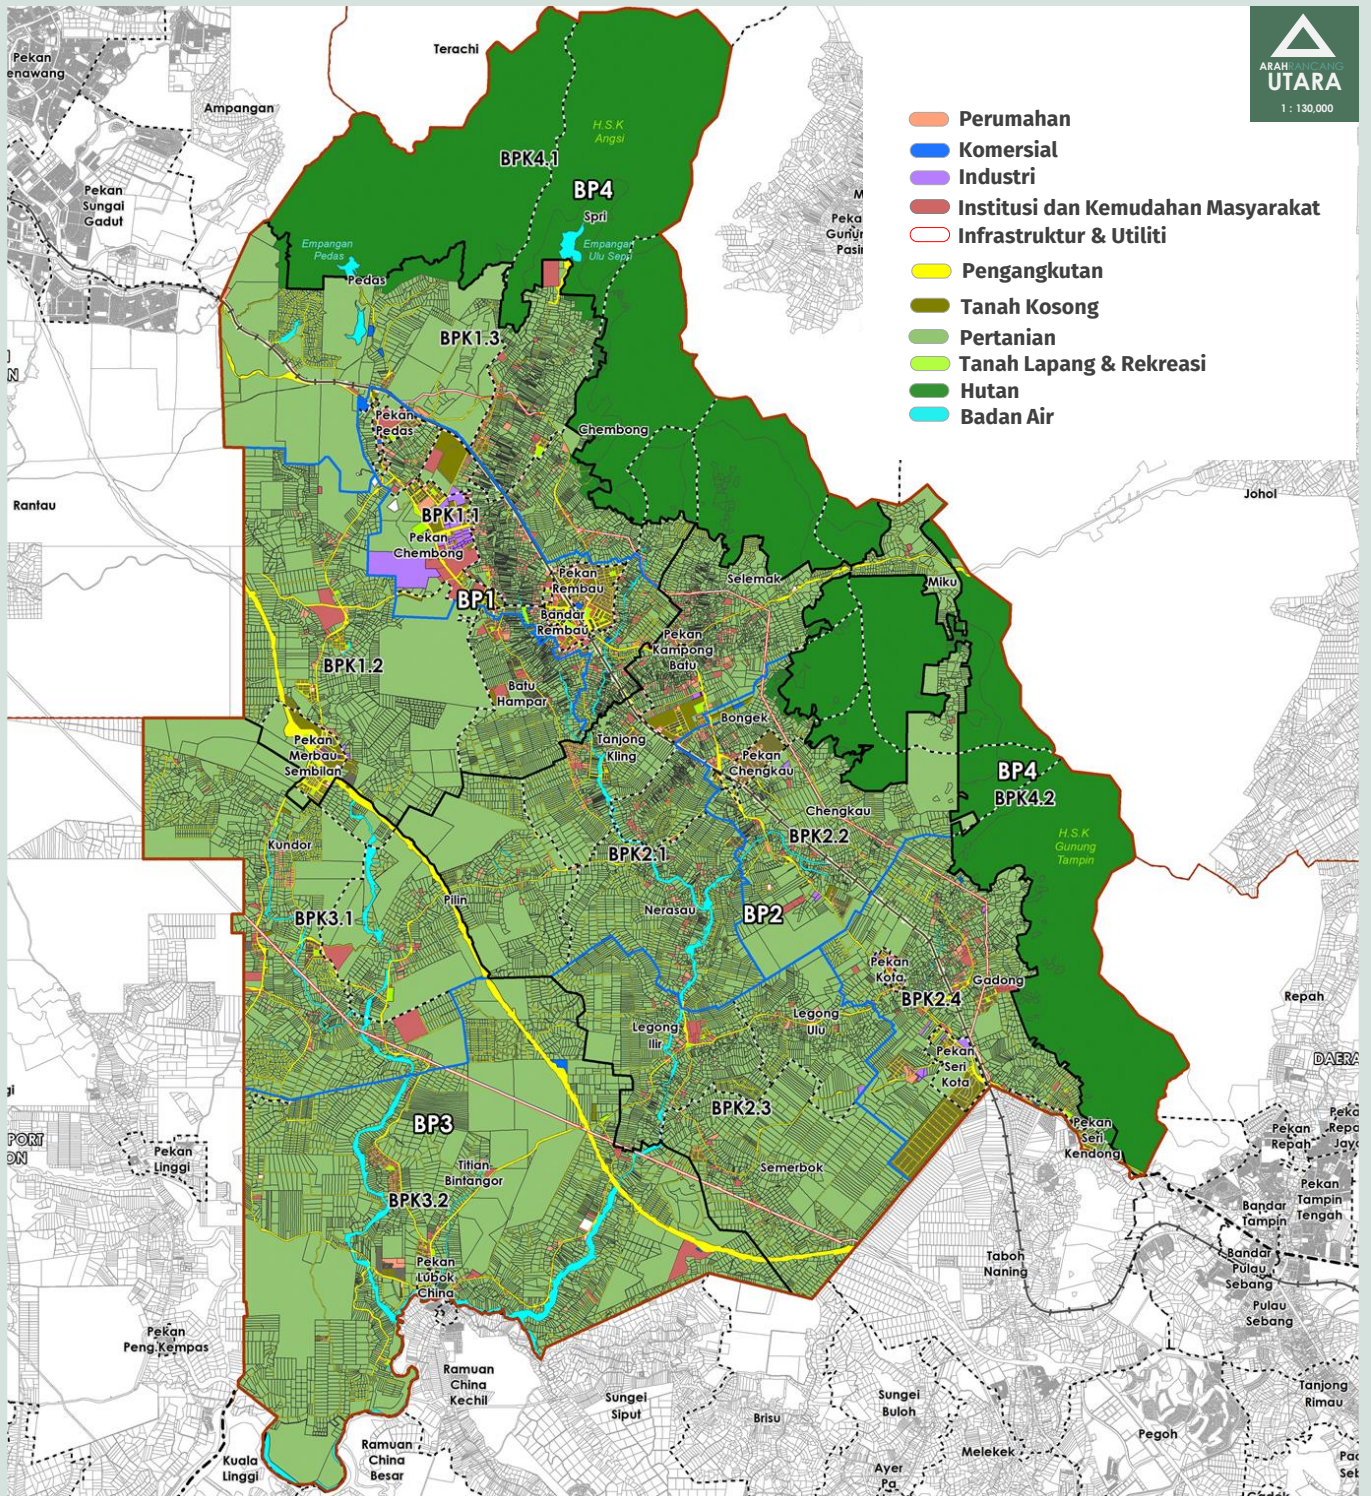 ARAHRANCANG
UTARA
1 : 130,000
Perumahan
Komersial
Industri
Institusi dan Kemudahan Masyarakat
Infrastruktur & Utiliti
Pengangkutan
Tanah Kosong
Pertanian
Tanah Lapang & Rekreasi
Hutan
Badan Air
Terachi
Pekan
Ampangan
Pekan
Sungai
Gadut
H.S.K
Angsi
BPK4.1
BP4
Spri
Empangan
Pedas
Empangan
Ulu Sepri
Pedas
BPK1.3
Pekan
Pedas
Chembong
Rantau
Johol
BPK1.1
Pekan
Chembong
BP1
Pekan
Rembau
Bandar
Rembau
Selemak
Miku
Pekan
Kampong
Batu
BPK1.2
Batu
Hampar
Bongek
Pekan
Merbau
Sembilan
Tanjong
Kling
Pekan
Chengkau
BP4
BPK4.2
Chengkau
BPK2.2
H.S.K
Gunung
Tampin
Kundor
BPK2.1
Pilin
Nerasau
BP2
BPK3.1
Pekan
Kota
Gadong
BPK2.4
Repah
Legong
Ilir
Legong
Ulu
Pekan
Seri
Kota
BPK2.3
BP3
Pekan
Seri
Kendong
Pekan
Repah
Pekan
Linggi
Titian
Bintangor
Semerbok
BPK3.2
Pekan
Tampin
Tengah
Bandar
Tampin
Taboh
Naning
Bandar
Pulau
Sebang
Pekan
Lubok
China
Pulau
Sebang
Pekan
Peng.Kempas
Ramuan
China
Kechil
Sungei
Siput
Brisu
Sungei
Buloh
Tanjong
Rimau
Pegoh
Melekek
Kuala
Linggi
Ramuan
China
Besar
Ayer
Pa